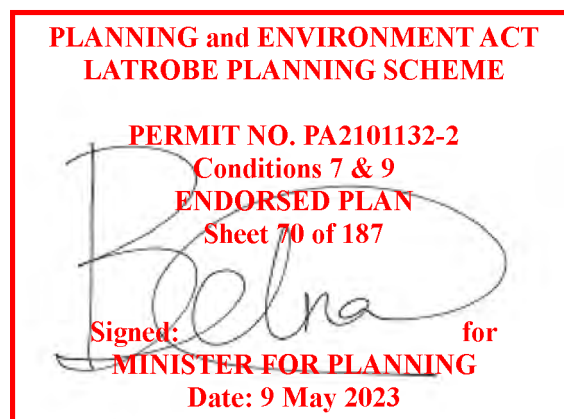 PLANNING and ENVIRONMENT ACT
LATROBE PLANNING SCHEME
PERMIT NO. PA2101132-2
Conditions 7 & 9
ENDORSED PLAN
Sheet 70 of 187
Signed: for
MINISTER FOR PLANNING
Date: 9 May 2023